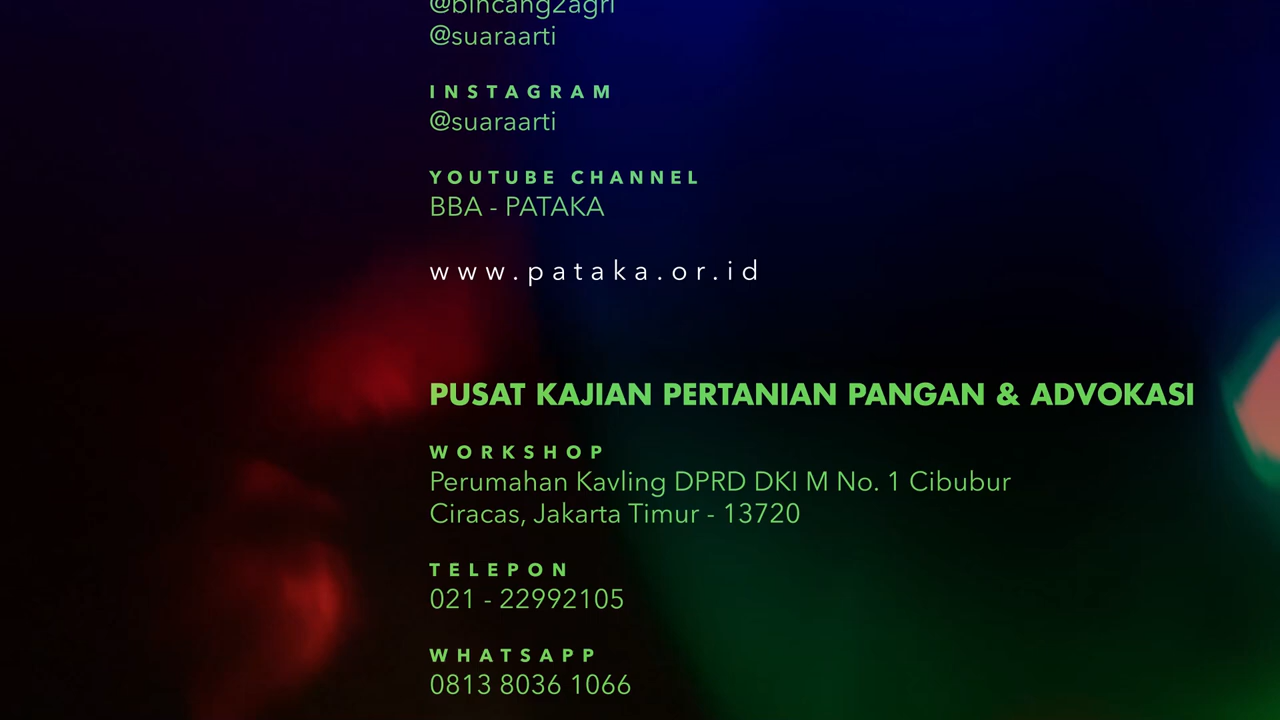 @bincang2agri
@suaraarti
INSTAGRAM
@suaraarti
YOUTUBE CHANNEL
BBA - PATAKA
www.pataka.or.id
PUSAT KAJIAN PERTANIAN PANGAN & ADVOKASI
WORKSHOP
Perumahan Kavling DPRD DKI M No. 1 Cibubur
Ciracas, Jakarta Timur - 13720
TELEPON
021 - 22992105
WHATSAPP
0813 8036 1066